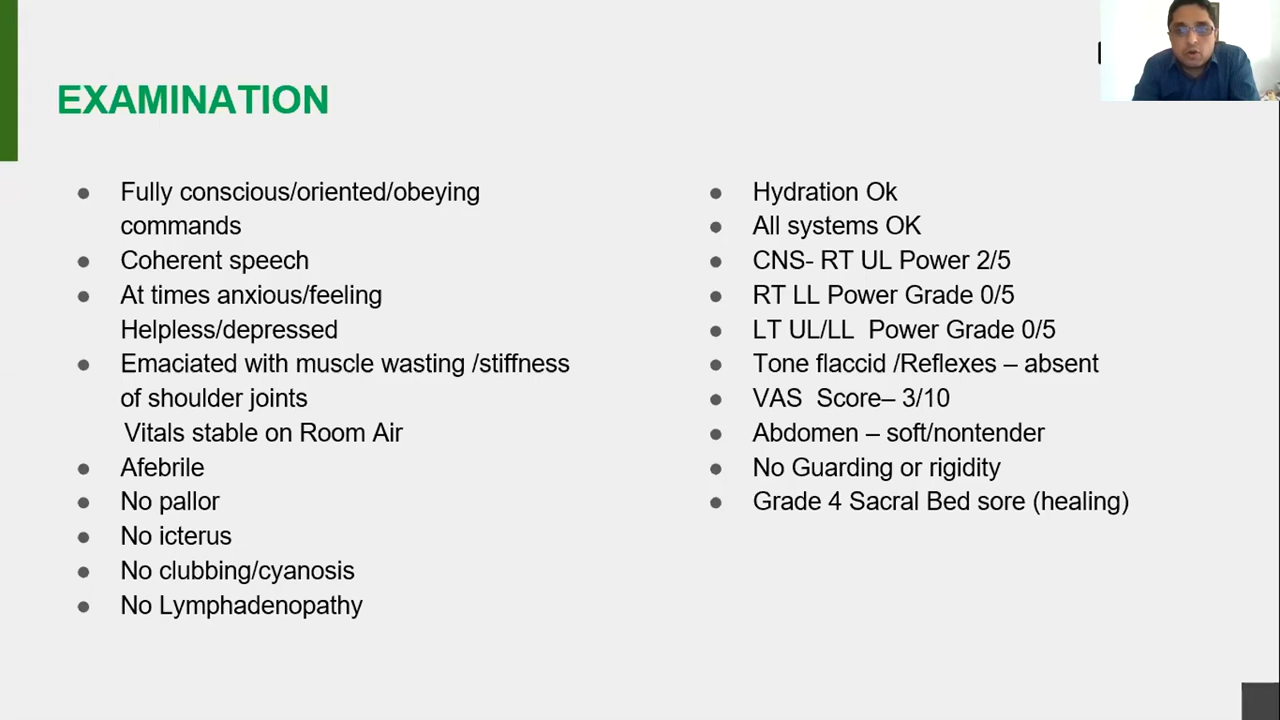 EXAMINATION
Fully conscious/oriented/obeying
commands
Coherent speech
At times anxious/feeling
Helpless/depressed
Emaciated with muscle wasting /stiffness
of shoulder joints
Vitals stable on Room Air
Afebrile
No pallor
No icterus
No clubbing/cyanosis
No Lymphadenopathy
Hydration Ok
All systems OK
CNS- RT UL Power 2/5
RT LL Power Grade 0/5
LT UL/LL  Power Grade 0/5
Tone flaccid /Reflexes – absent
VAS  Score– 3/10
Abdomen – soft/nontender
No Guarding or rigidity
Grade 4 Sacral Bed sore (healing)